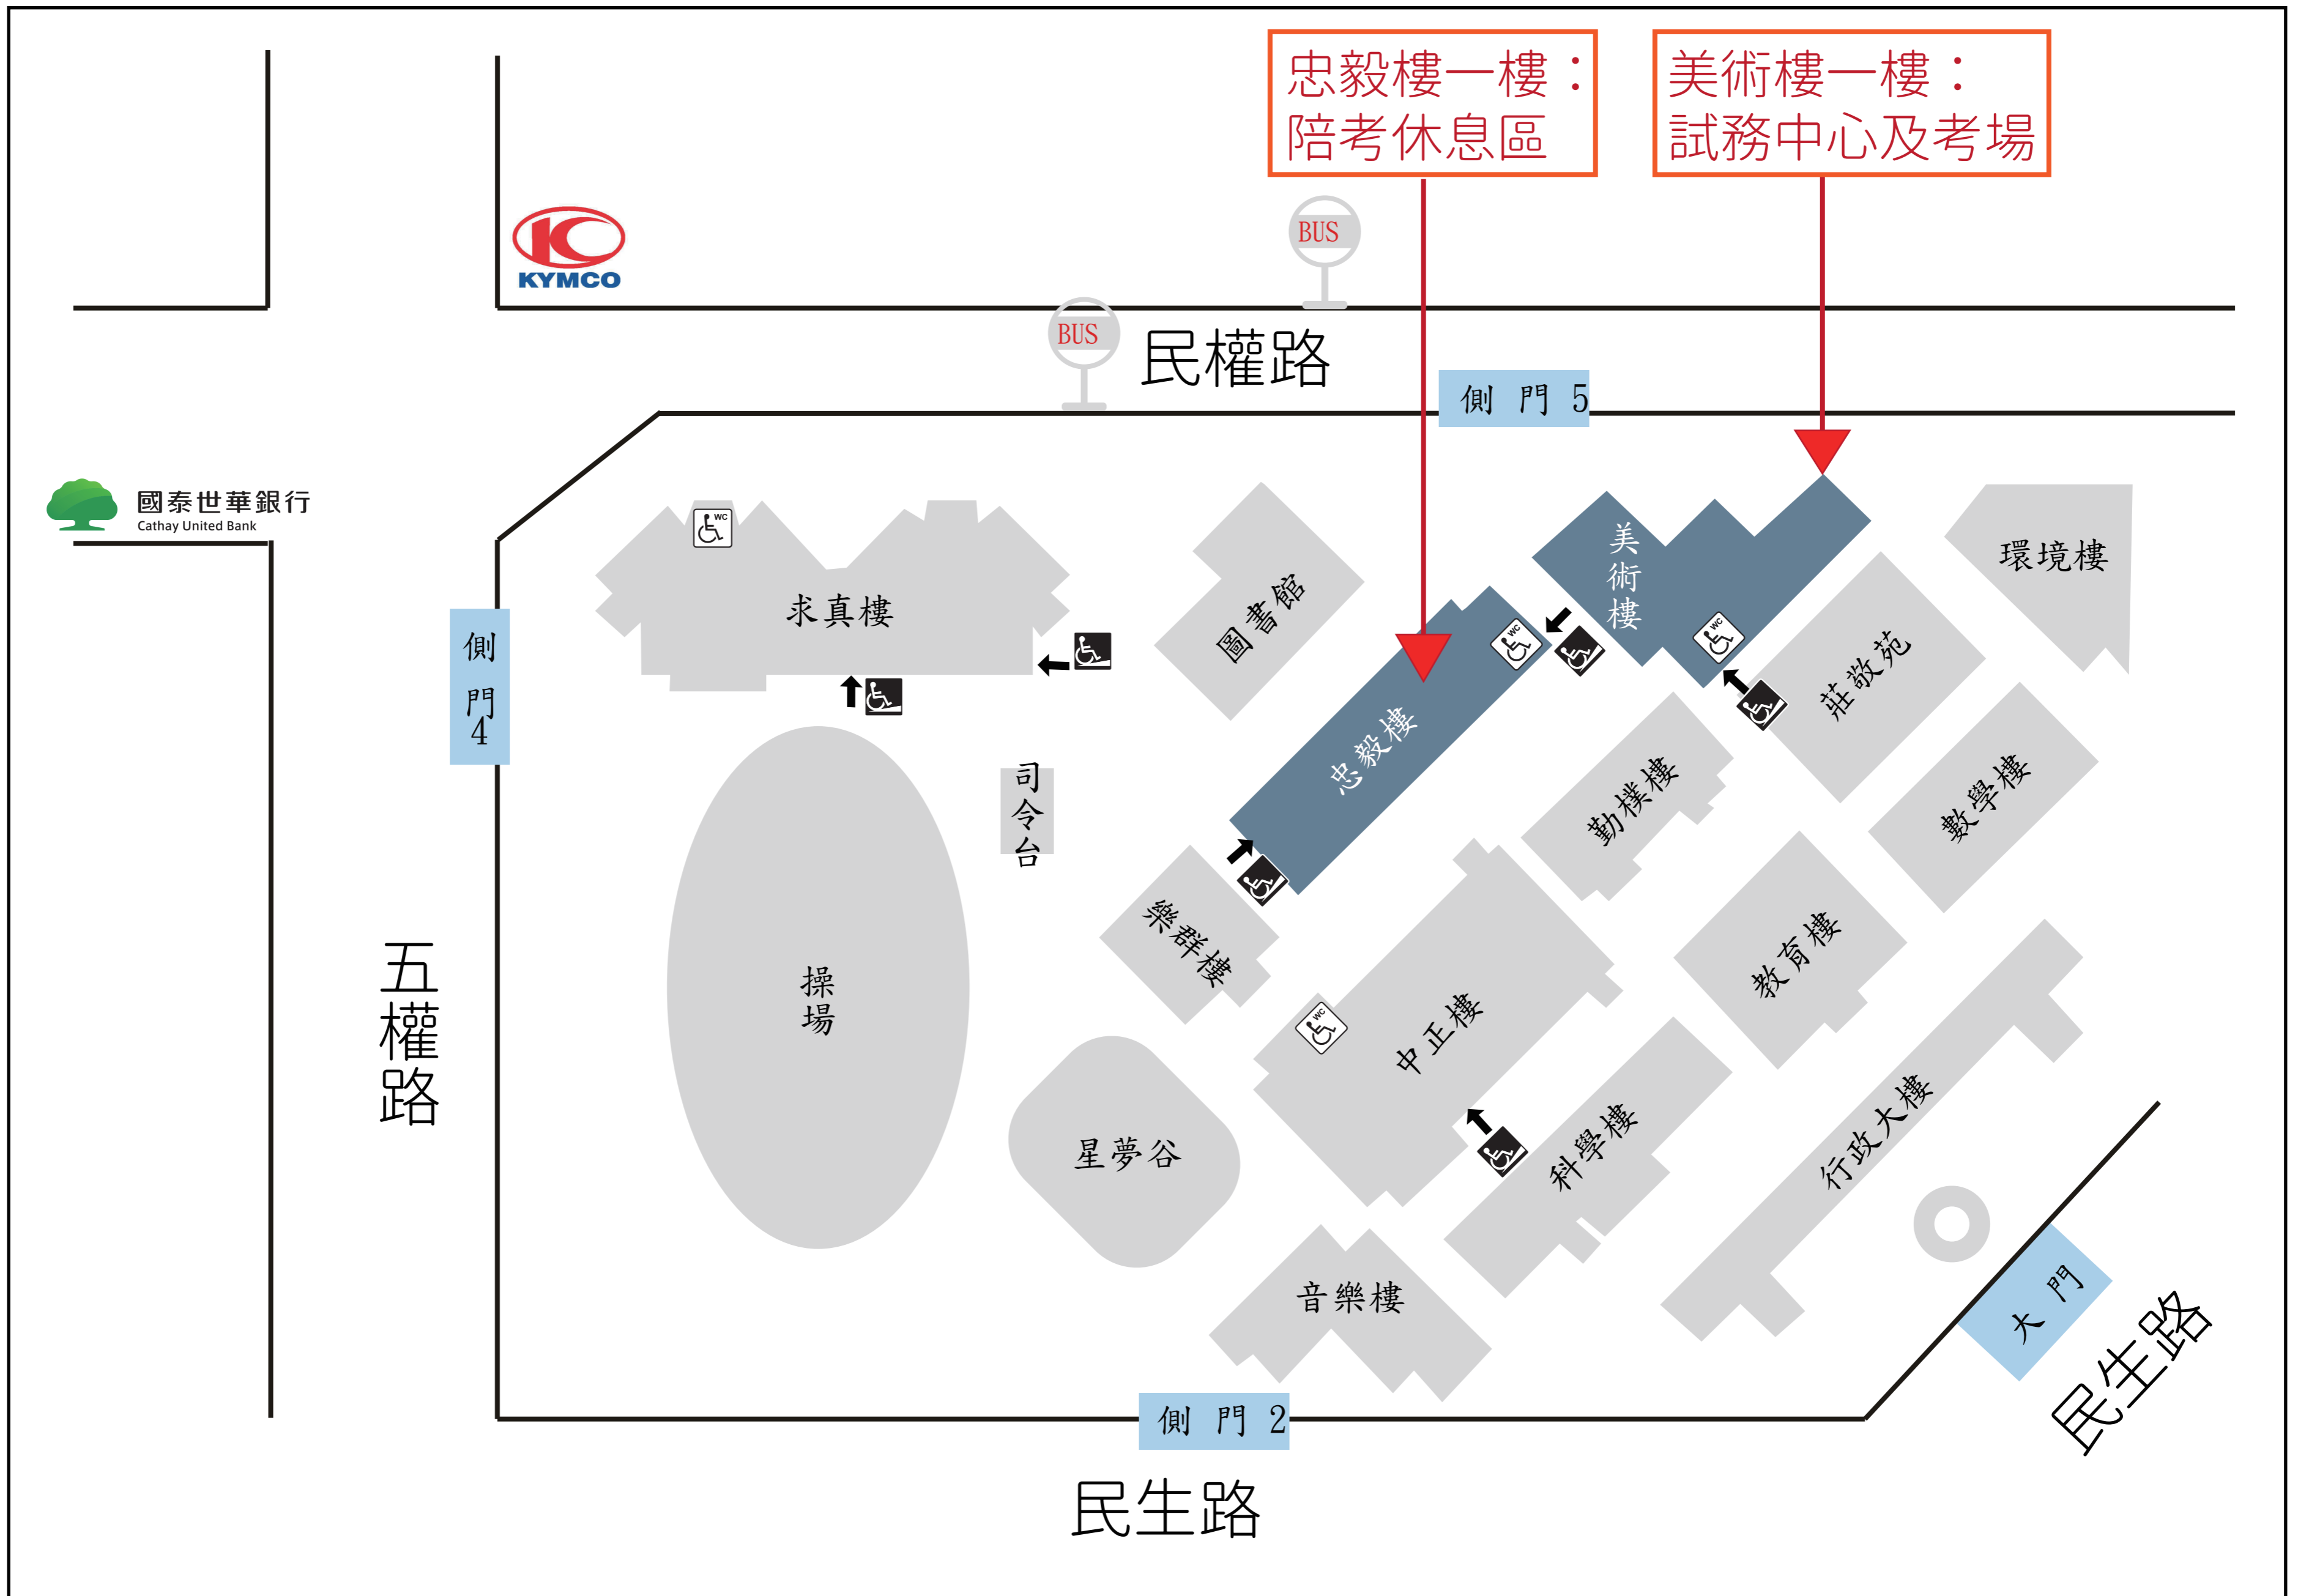 忠毅樓一樓：
陪考休息區
美術樓一樓：
試務中心及考場
KYMCO
BUS
BUS
民權路
側門5
國泰世華銀行
Cathay United Bank
WC
求真樓
圖書館
美術樓
環境樓
側門4
WC
WC
莊敬苑
忠毅樓
司令台
勤樸樓
數學樓
樂群樓
教育樓
五權路
操場
WC
中正樓
星夢谷
科學樓
行政大樓
音樂樓
大門
民生路
側門2
民生路